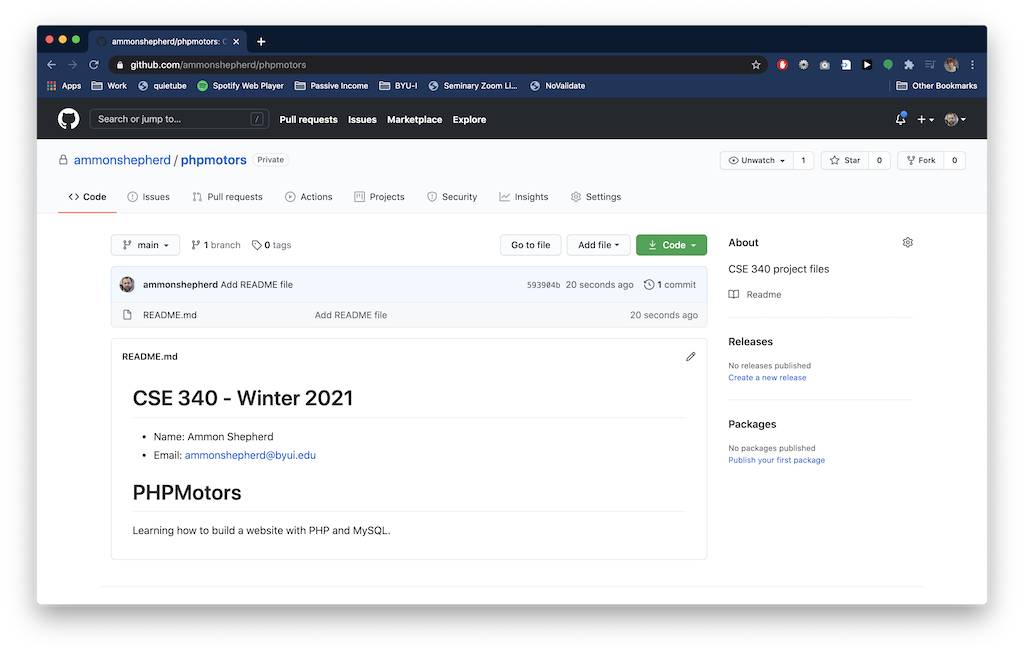 ammonshepherd/phpmotors: C
github.com/ammonshepherd/phpmotors
Apps Work quietube Spotify Web Player Passive Income BYU-I Seminary Zoom Li... NoValidate Other Bookmarks
Search or jump to... / Pull requests Issues Marketplace Explore
ammonshepherd / phpmotors Private Unwatch 1 Star 0 Fork 0
Code Issues Pull requests Actions Projects Security Insights Settings
main 1 branch 0 tags Go to file Add file Code
ammonshepherd Add README file 593904b 20 seconds ago 1 commit
README.md Add README file 20 seconds ago
README.md
CSE 340 - Winter 2021
• Name: Ammon Shepherd
• Email: ammonshepherd@byui.edu
PHPMotors
Learning how to build a website with PHP and MySQL.
About
CSE 340 project files
Readme
Releases
No releases published
Create a new release
Packages
No packages published
Publish your first package